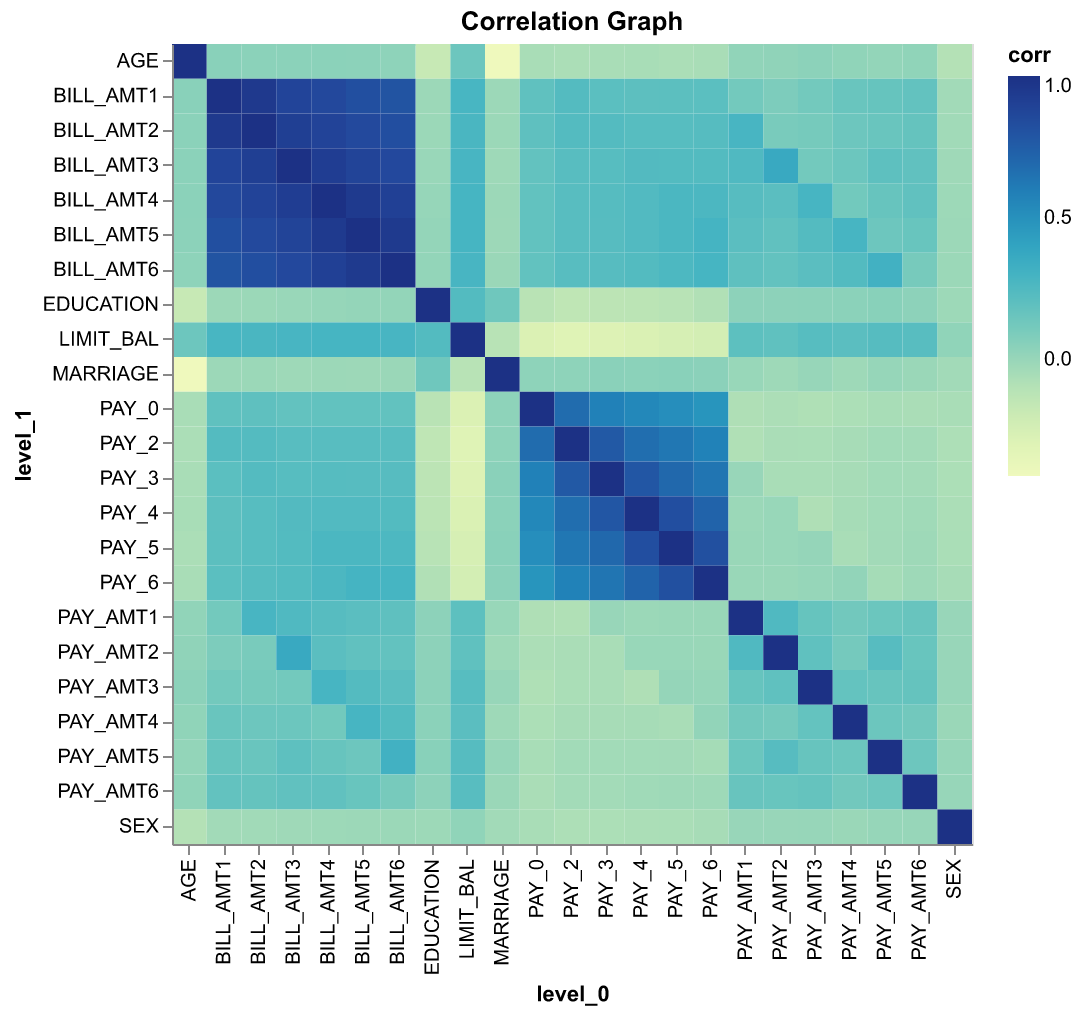 Correlation Graph
corr
1.0
0.5
0.0
level_1
AGE
BILL_AMT1
BILL_AMT2
BILL_AMT3
BILL_AMT4
BILL_AMT5
BILL_AMT6
EDUCATION
LIMIT_BAL
MARRIAGE
PAY_0
PAY_2
PAY_3
PAY_4
PAY_5
PAY_6
PAY_AMT1
PAY_AMT2
PAY_AMT3
PAY_AMT4
PAY_AMT5
PAY_AMT6
SEX
AGE
BILL_AMT1
BILL_AMT2
BILL_AMT3
BILL_AMT4
BILL_AMT5
BILL_AMT6
EDUCATION
LIMIT_BAL
MARRIAGE
PAY_0
PAY_2
PAY_3
PAY_4
PAY_5
PAY_6
PAY_AMT1
PAY_AMT2
PAY_AMT3
PAY_AMT4
PAY_AMT5
PAY_AMT6
SEX
level_0